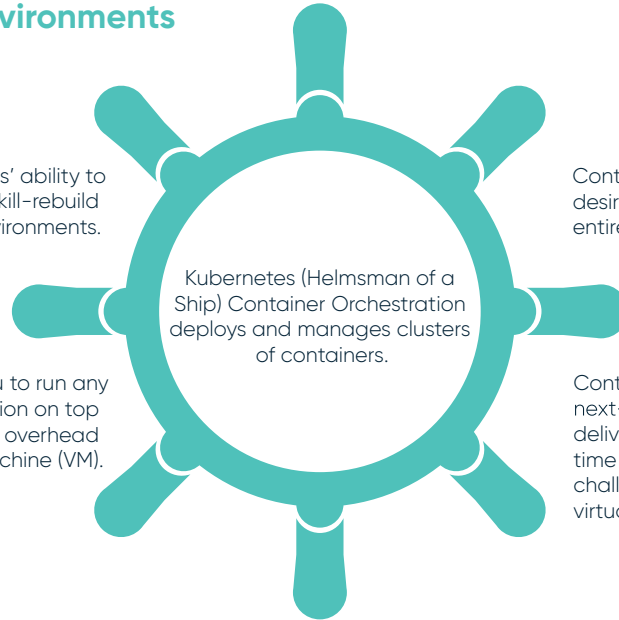 vironments
s' ability to
kill-rebuild
vironments.
Kubernetes (Helmsman of a
Ship) Container Orchestration
deploys and manages clusters
of containers.
Cont
desir
entire
u to run any
ion on top
overhead
chine (VM).
Cont
next-
deliv
time
chall
virtu